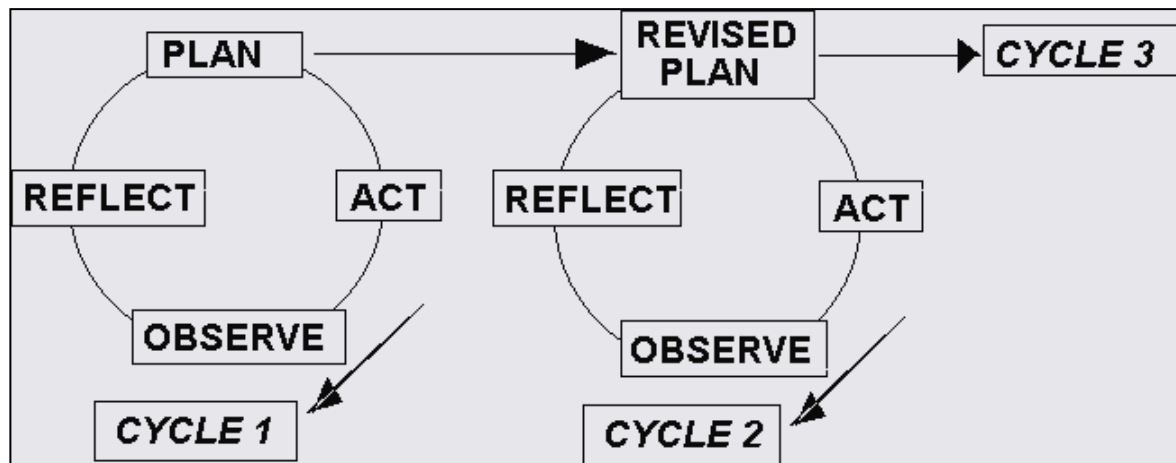 PLAN
REVISED
PLAN
CYCLE 3
REFLECT
ACT
REFLECT
ACT
OBSERVE
OBSERVE
CYCLE 1
CYCLE 2